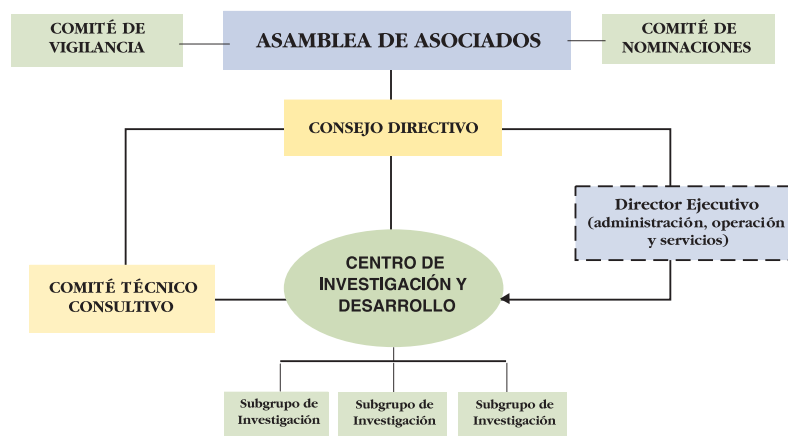 COMITÉ DE
VIGILANCIA
ASAMBLEA DE ASOCIADOS
COMITÉ DE
NOMINACIONES
CONSEJO DIRECTIVO
Director Ejecutivo
(administración, operación
y servicios)
CENTRO DE
INVESTIGACIÓN Y
DESARROLLO
COMITÉ TÉCNICO
CONSULTIVO
Subgrupo de
Investigación
Subgrupo de
Investigación
Subgrupo de
Investigación